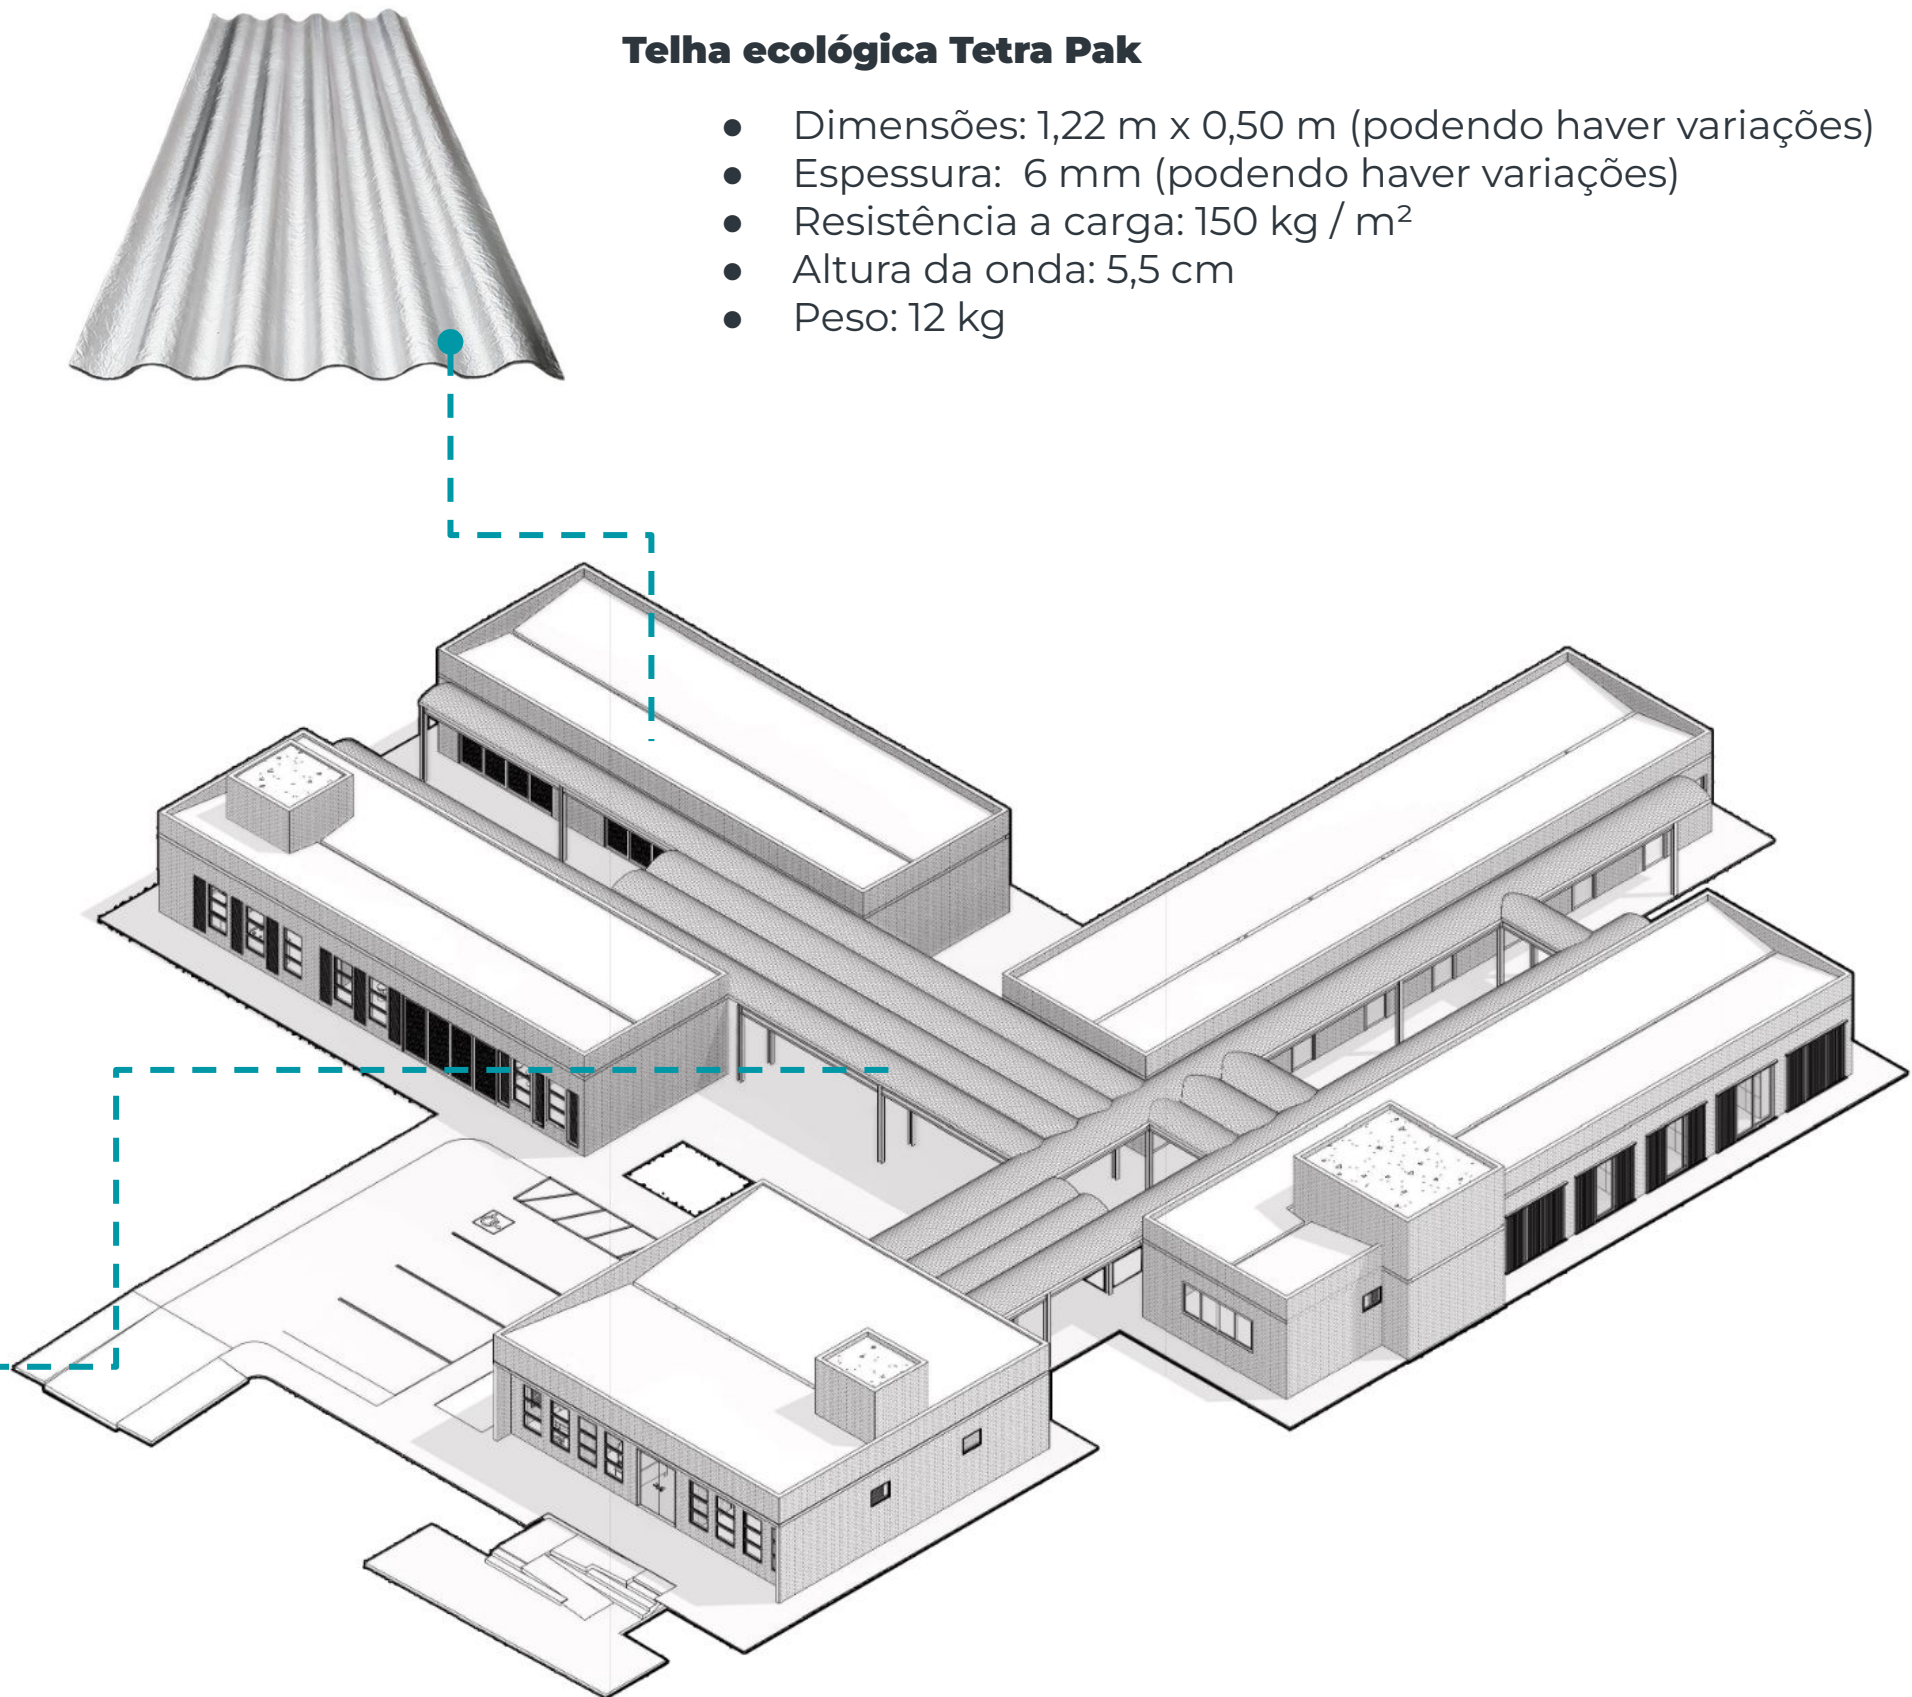 Telha ecológica Tetra Pak
● Dimensões: 1,22 m x 0,50 m (podendo haver variações)
● Espessura: 6 mm (podendo haver variações)
● Resistência a carga: 150 kg / m²
● Altura da onda: 5,5 cm
● Peso: 12 kg